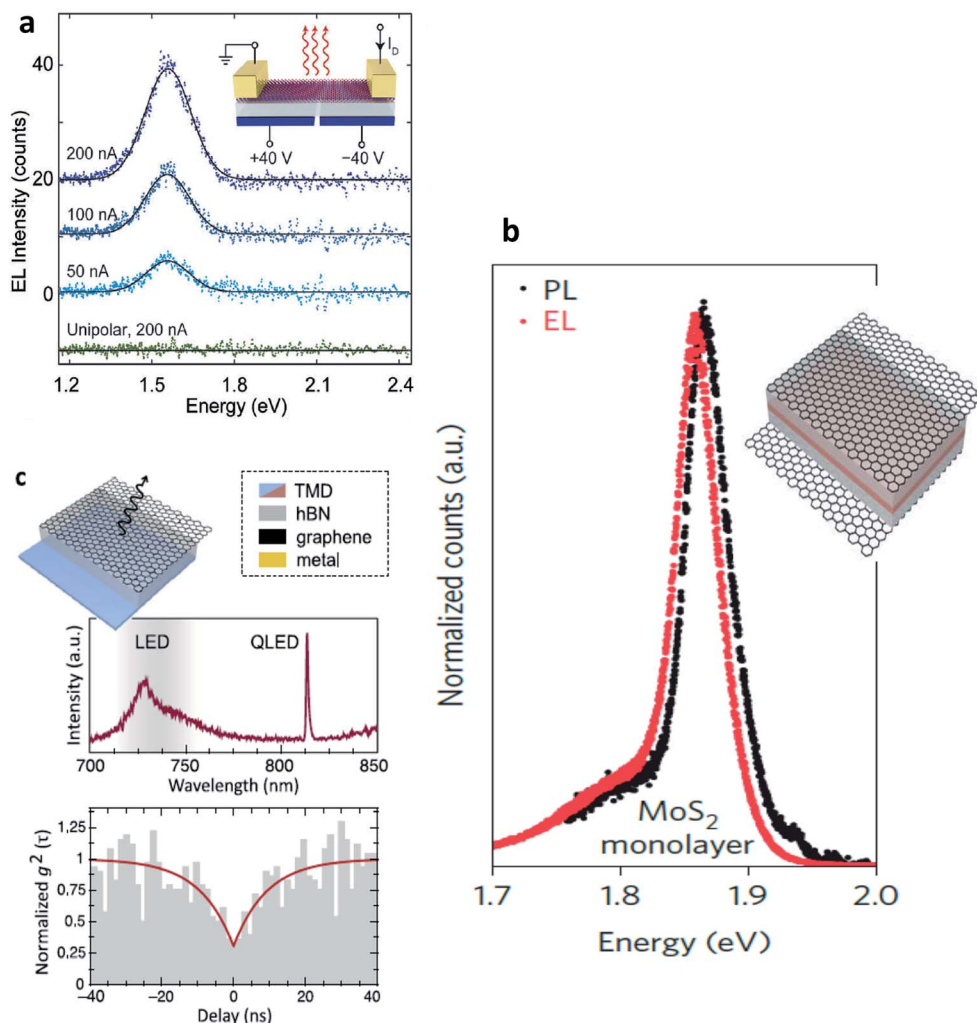 a
40
20
0
EL Intensity (counts)
200 nA
100 nA
50 nA
Unipolar, 200 nA
I_D
+40 V
−40 V
1.2
1.5
1.8
2.1
2.4
Energy (eV)
b
PL
EL
Normalized counts (a.u.)
MoS₂
monolayer
1.7
1.8
1.9
2.0
Energy (eV)
c
TMD
hBN
graphene
metal
LED
QLED
Intensity (a.u.)
700
750
800
850
Wavelength (nm)
1.25
1
0.75
0.5
0.25
0
Normalized g² (τ)
−40
−20
0
20
40
Delay (ns)